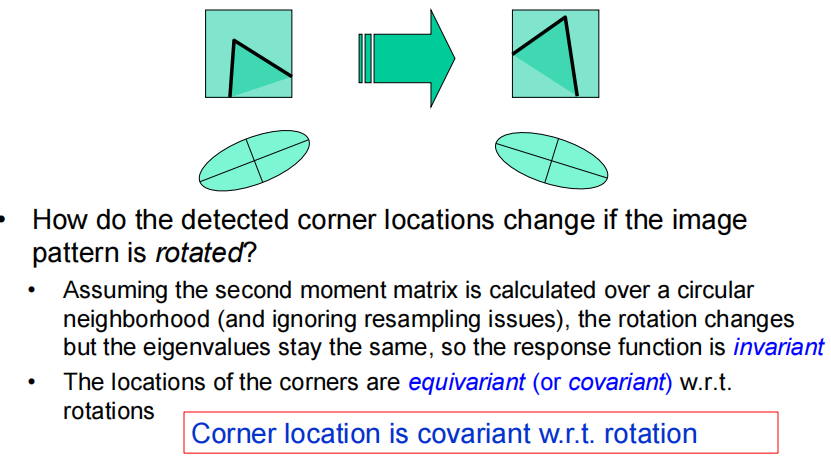 • How do the detected corner locations change if the image
pattern is rotated?
• Assuming the second moment matrix is calculated over a circular
neighborhood (and ignoring resampling issues), the rotation changes
but the eigenvalues stay the same, so the response function is invariant
• The locations of the corners are equivariant (or covariant) w.r.t.
rotations
Corner location is covariant w.r.t. rotation